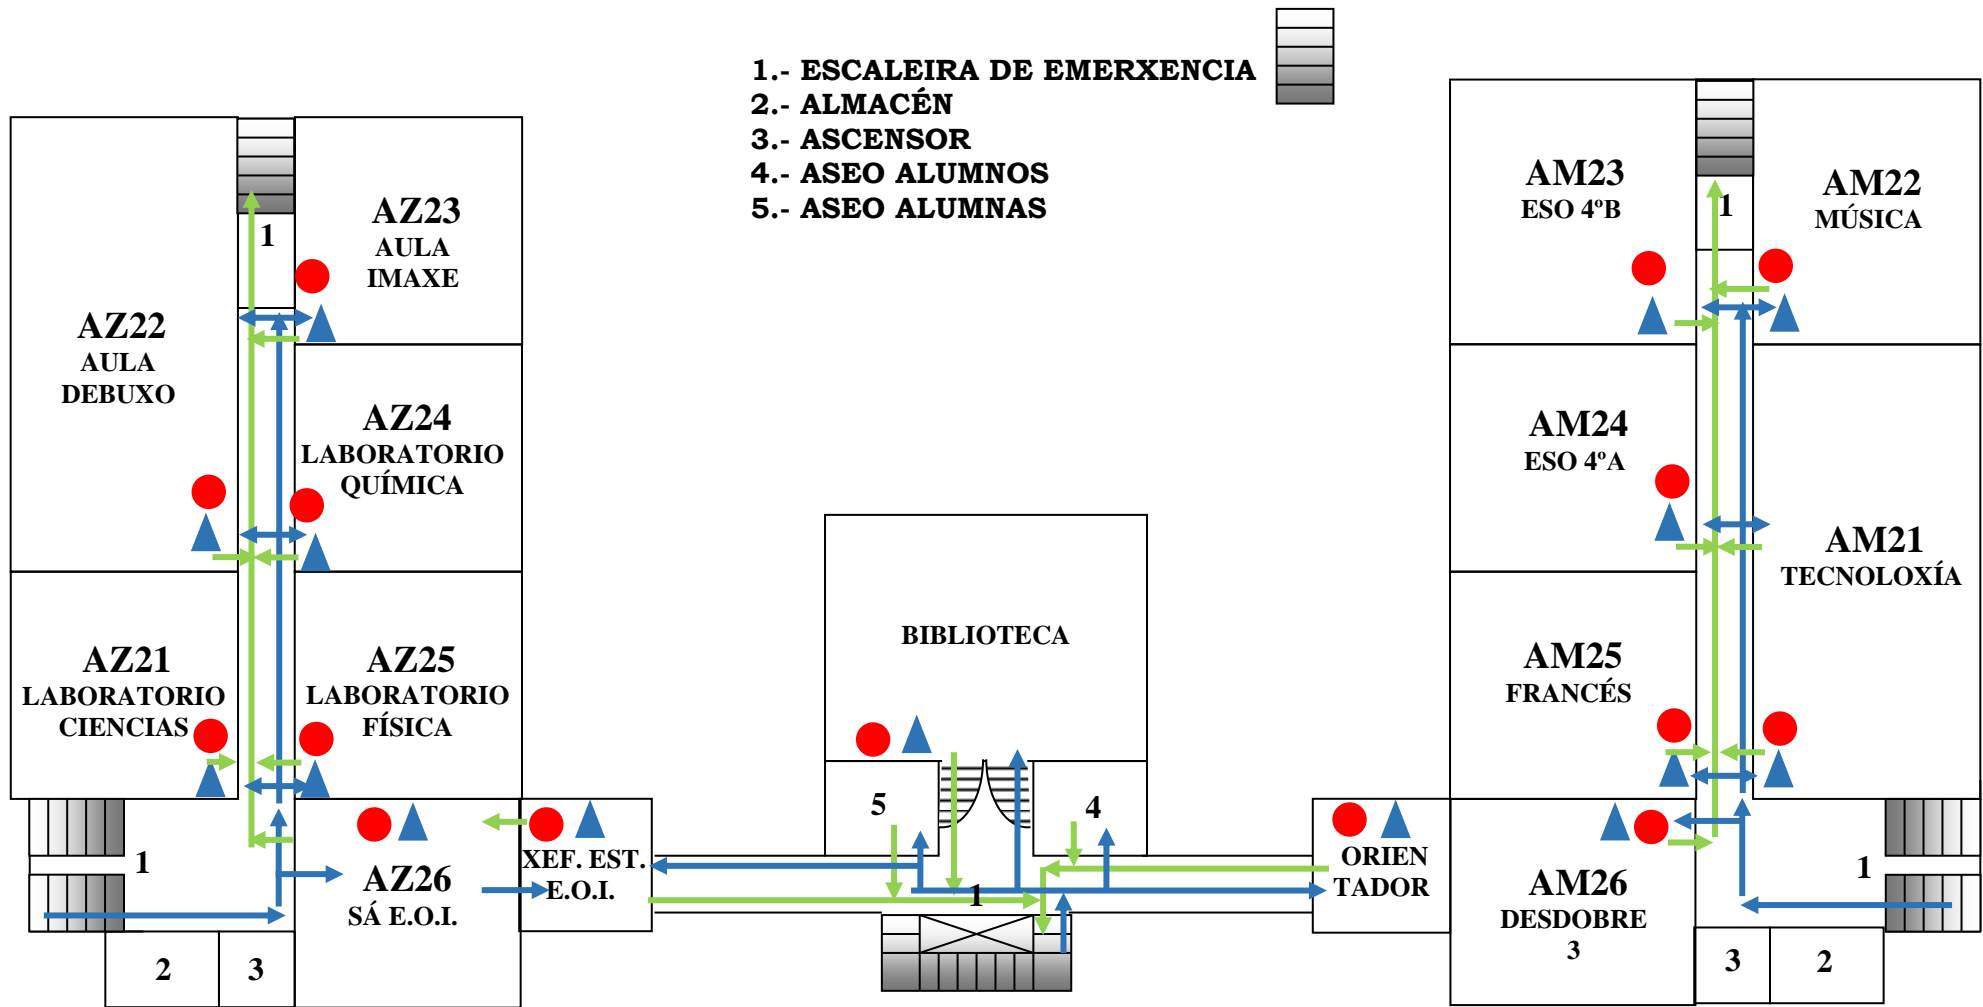 1.- ESCALEIRA DE EMERXENCIA
2.- ALMACÉN
3.- ASCENSOR
4.- ASEO ALUMNOS
5.- ASEO ALUMNAS
AZ22
AULA
DEBUXO
1
AZ23
AULA
IMAXE
AZ24
LABORATORIO
QUÍMICA
AZ21
LABORATORIO
CIENCIAS
AZ25
LABORATORIO
FÍSICA
1
AZ26
SÁ E.O.I.
XEF. EST.
E.O.I.
2
3
BIBLIOTECA
5
4
1
ORIEN
TADOR
AM23
ESO 4ºB
1
AM22
MÚSICA
AM24
ESO 4ºA
AM21
TECNOLOXÍA
AM25
FRANCÉS
AM26
DESDOBRE
3
1
3
2